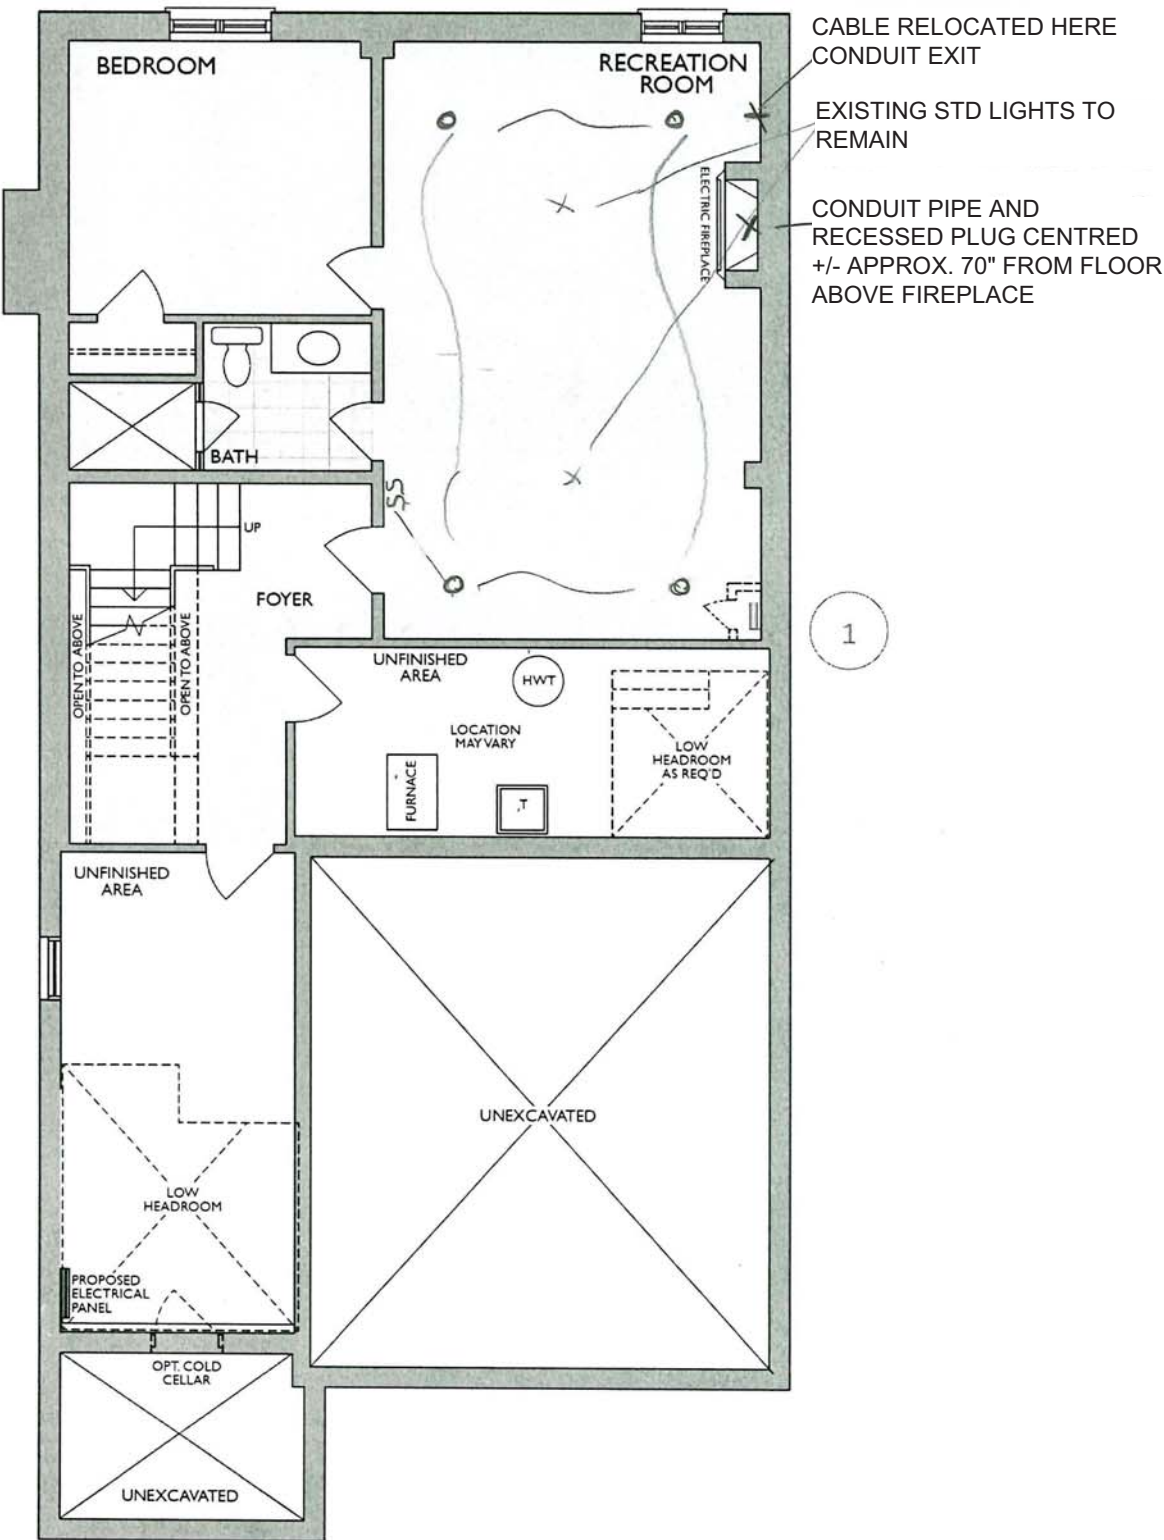 CABLE RELOCATED HERE
CONDUIT EXIT
EXISTING STD LIGHTS TO
REMAIN
CONDUIT PIPE AND
RECESSED PLUG CENTRED
+/- APPROX. 70" FROM FLOOR
ABOVE FIREPLACE
BEDROOM
RECREATION
ROOM
ELECTRIC FIREPLACE
BATH
SS
UP
FOYER
OPEN TO ABOVE
OPEN TO ABOVE
1
UNFINISHED
AREA
HWT
LOCATION
MAY VARY
FURNACE
T
LOW
HEADROOM
AS REQ'D
UNFINISHED
AREA
UNEXCAVATED
LOW
HEADROOM
PROPOSED
ELECTRICAL
PANEL
OPT. COLD
CELLAR
UNEXCAVATED